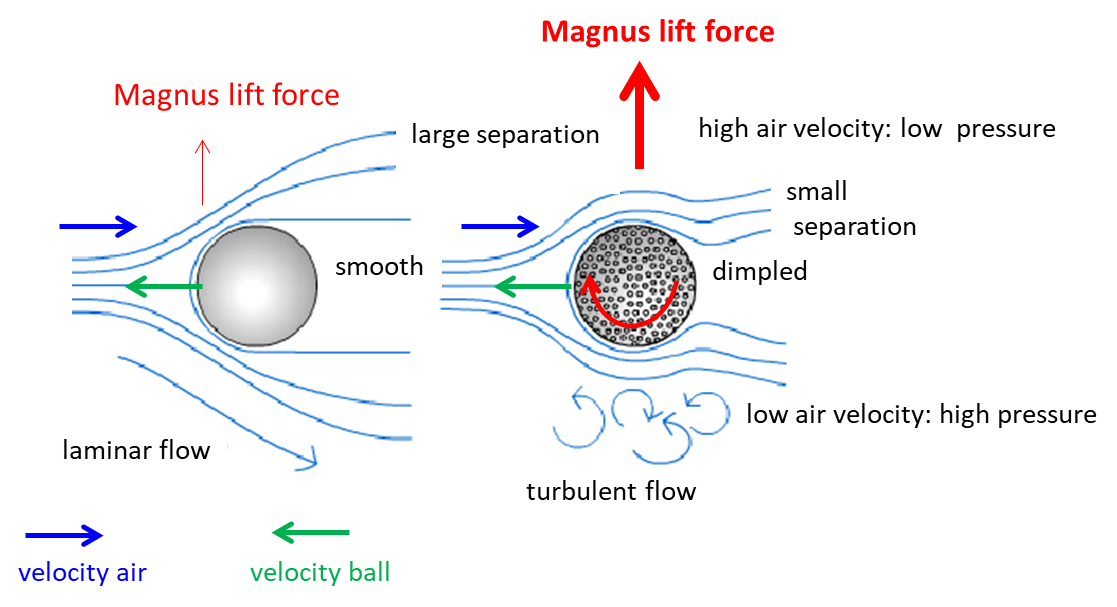 Magnus lift force
Magnus lift force
large separation
high air velocity: low  pressure
small
separation
smooth
dimpled
laminar flow
low air velocity: high pressure
turbulent flow
velocity air
velocity ball